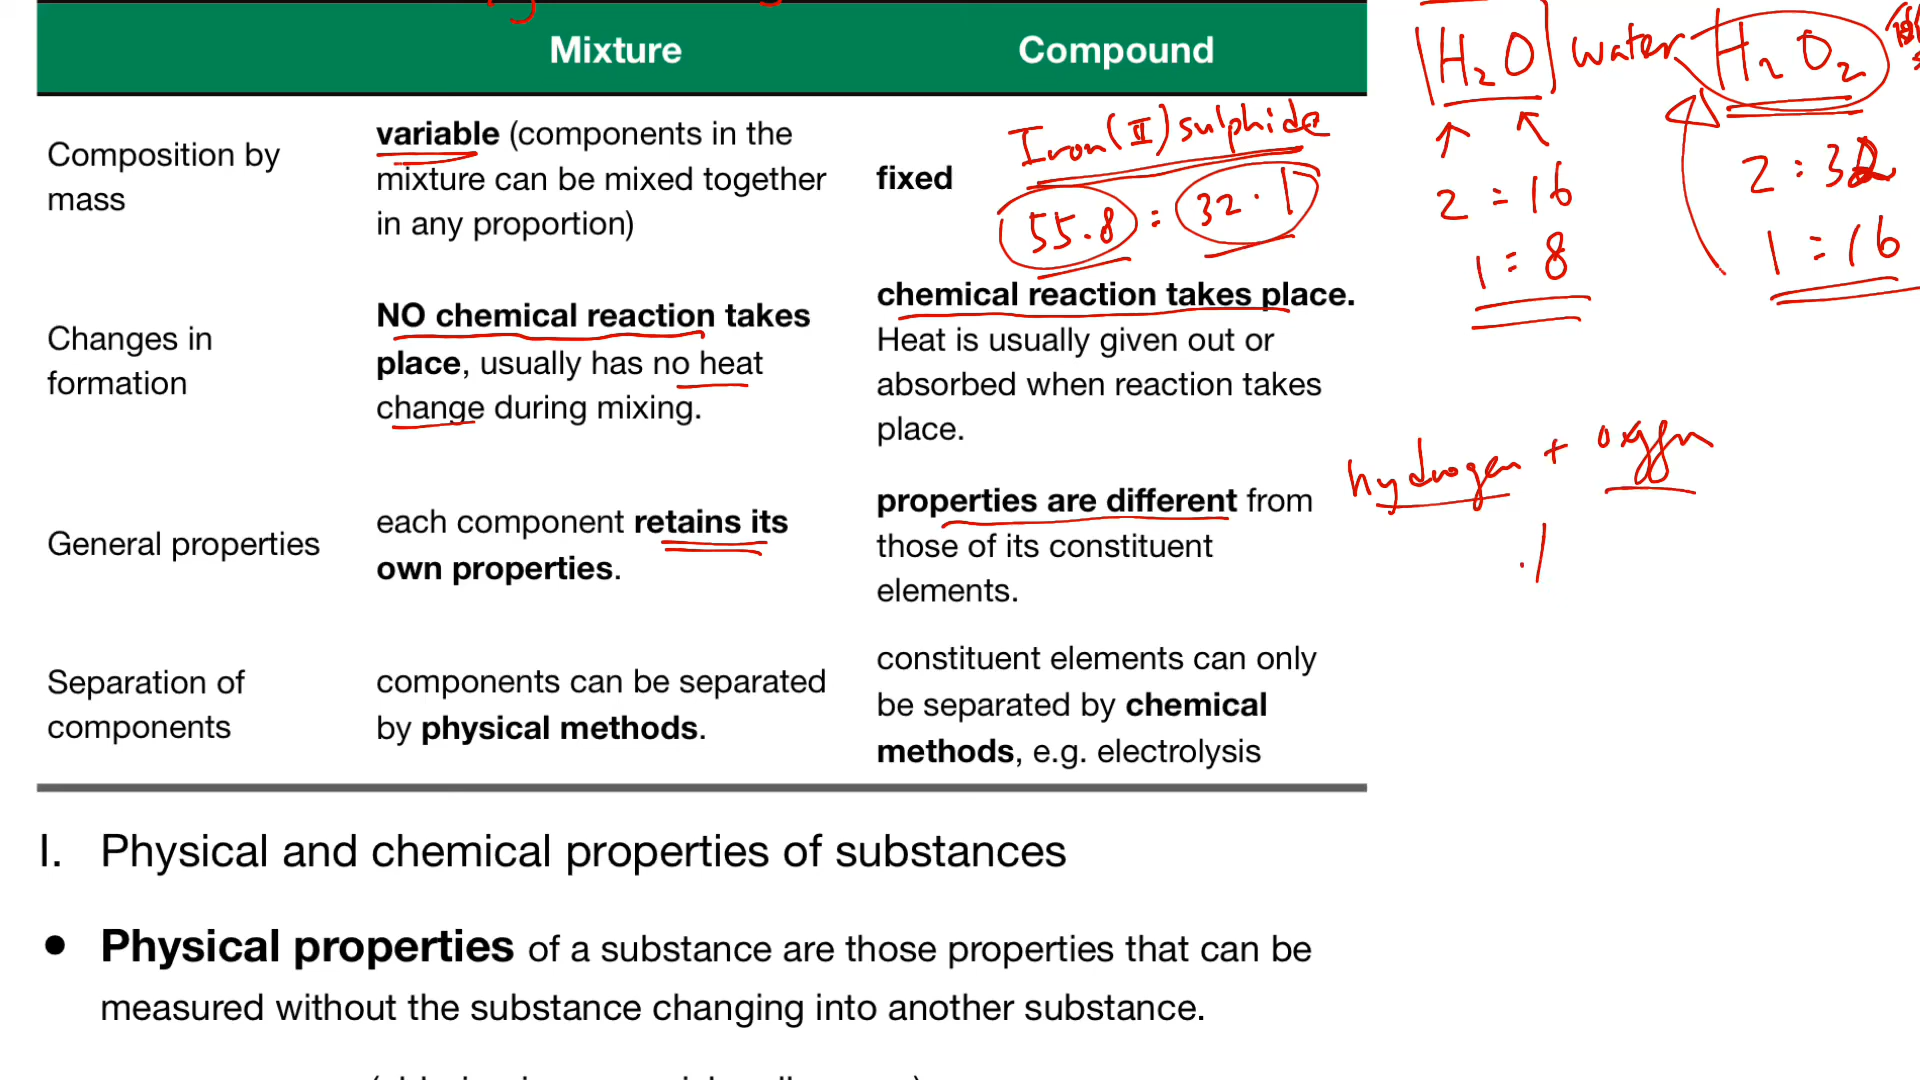 Mixture Compound
Composition by mass
variable (components in the
mixture can be mixed together
in any proportion)
fixed
Iron(II)sulphide
55.8 : 32.1
Changes in
formation
NO chemical reaction takes
place, usually has no heat
change during mixing.
chemical reaction takes place.
Heat is usually given out or
absorbed when reaction takes
place.
General properties
each component retains its
own properties.
properties are different from
those of its constituent
elements.
Separation of
components
components can be separated
by physical methods.
constituent elements can only
be separated by chemical
methods, e.g. electrolysis
H2O water H2O2
2 : 16
1 : 8
2 : 32
1 : 16
hydrogen + oxygen
I. Physical and chemical properties of substances
• Physical properties of a substance are those properties that can be
measured without the substance changing into another substance.